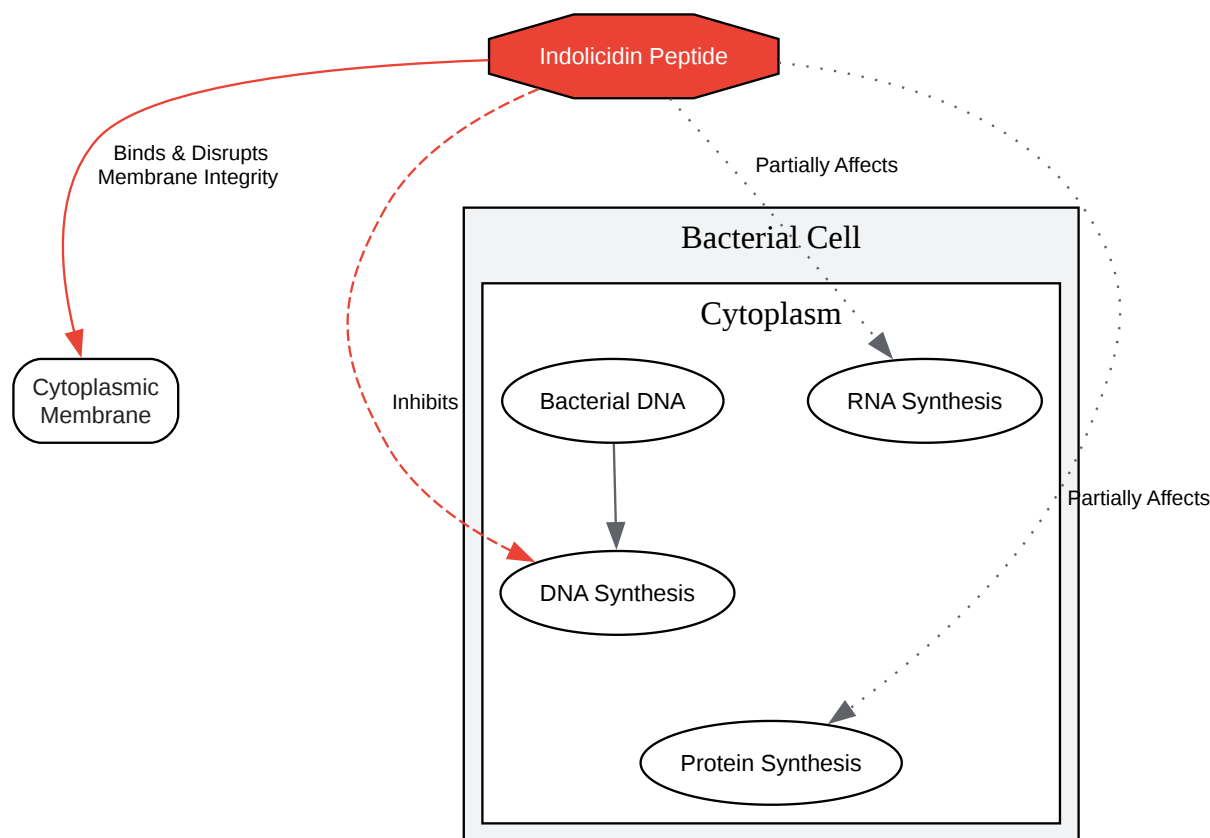 Indolicidin Peptide
Binds & Disrupts
Membrane Integrity
Partially Affects
Bacterial Cell
Cytoplasm
Cytoplasmic
Membrane
Inhibits
Bacterial DNA
RNA Synthesis
Partially Affects
DNA Synthesis
Protein Synthesis